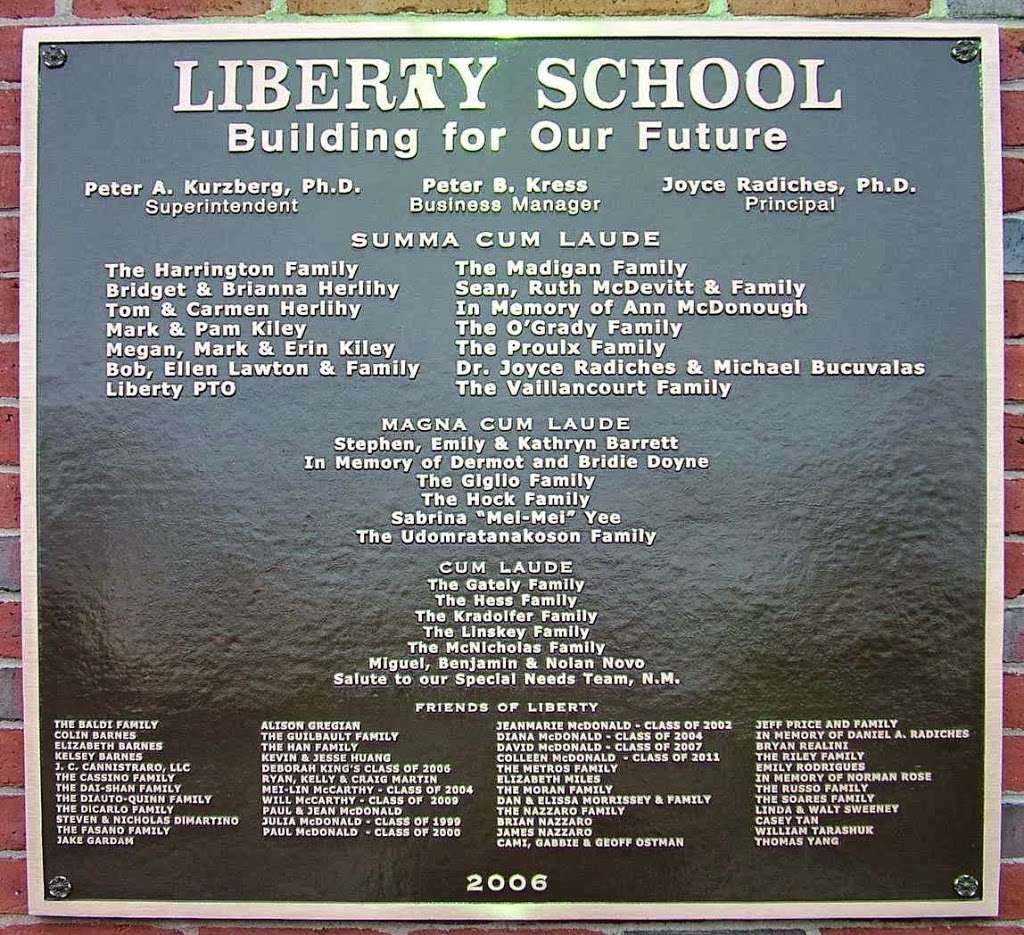 LIBERTY SCHOOL
Building for Our Future
Peter A. Kurzberg, Ph.D.
Superintendent
Peter B. Kress
Business Manager
Joyce Radiches, Ph.D.
Principal
SUMMA CUM LAUDE
The Harrington Family
Bridget & Brianna Herlihy
Tom & Carmen Herlihy
Mark & Pam Kiley
Megan, Mark & Erin Kiley
Bob, Ellen Lawton & Family
Liberty PTO
The Madigan Family
Sean, Ruth McDevitt & Family
In Memory of Ann McDonough
The O'Grady Family
The Proulx Family
Dr. Joyce Radiches & Michael Bucuvalas
The Vaillancourt Family
MAGNA CUM LAUDE
Stephen, Emily & Kathryn Barrett
In Memory of Dermot and Bridie Doyne
The Giglio Family
The Hock Family
Sabrina "Mei-Mei" Yee
The Udomratanakoson Family
CUM LAUDE
The Gately Family
The Hess Family
The Kradolfer Family
The Linskey Family
The McNicholas Family
Miguel, Benjamin & Nolan Novo
Salute to our Special Needs Team, N.M.
FRIENDS OF LIBERTY
THE BALDI FAMILY
COLIN BARNES
ELIZABETH BARNES
KELSEY BARNES
J. C. CANNISTRARO, LLC
THE CASSINO FAMILY
THE DAI-SHAN FAMILY
THE DIAUTO-QUINN FAMILY
THE DICARLO FAMILY
STEVEN & NICHOLAS DIMARTINO
THE FASANO FAMILY
JAKE GARDAM
ALISON GREGIAN
THE GUILBAULT FAMILY
THE HAN FAMILY
KEVIN & JESSE HUANG
DEBORAH KING'S CLASS OF 2006
RYAN, KELLY & CRAIG MARTIN
MEI-LIN McCARTHY - CLASS OF 2004
WILL McCARTHY - CLASS OF 2009
PAUL & JEAN McDONALD
JULIA McDONALD - CLASS OF 1999
PAUL McDONALD - CLASS OF 2000
JEANMARIE McDONALD - CLASS OF 2002
DIANA McDONALD - CLASS OF 2004
DAVID McDONALD - CLASS OF 2007
COLLEEN McDONALD - CLASS OF 2011
THE METROS FAMILY
ELIZABETH MILES
THE MORAN FAMILY
DAN & ELISSA MORRISSEY & FAMILY
THE NAZZARO FAMILY
BRIAN NAZZARO
JAMES NAZZARO
CAMI, GABBIE & GEOFF OSTMAN
JEFF PRICE AND FAMILY
IN MEMORY OF DANIEL A. RADICHES
BRYAN REALINI
THE RILEY FAMILY
EMILY RODRIGUES
IN MEMORY OF NORMAN ROSE
THE RUSSO FAMILY
THE SOARES FAMILY
LINDA & WALT SWEENEY
CASEY TAN
WILLIAM TARASHUK
THOMAS YANG
2006